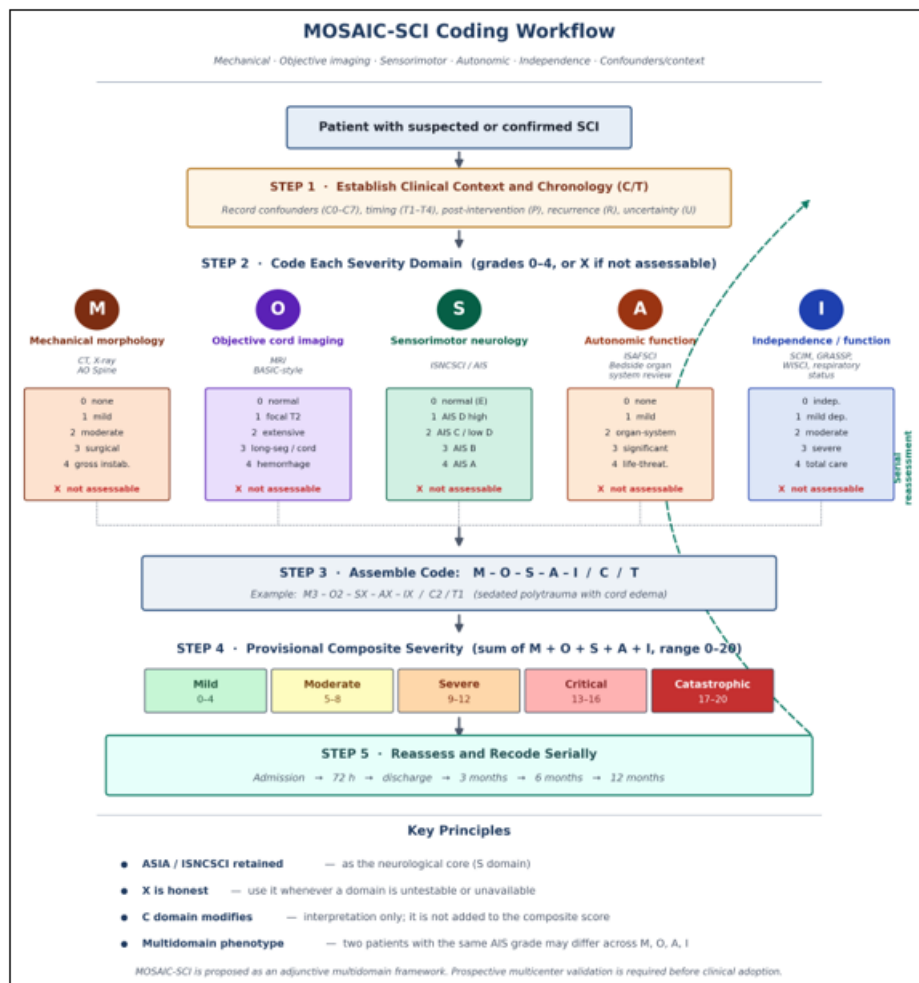 MOSAIC-SCI Coding Workflow
Mechanical · Objective imaging · Sensorimotor · Autonomic · Independence · Confounders/context
Patient with suspected or confirmed SCI
STEP 1 · Establish Clinical Context and Chronology (C/T)
Record confounders (C0–C7), timing (T1–T4), post-intervention (P), recurrence (R), uncertainty (U)
STEP 2 · Code Each Severity Domain (grades 0–4, or X if not assessable)
M
Mechanical morphology
CT, X-ray
AO Spine
0 none
1 mild
2 moderate
3 surgical
4 gross instab.
X not assessable
O
Objective cord imaging
MRI
BASIC-style
0 normal
1 focal T2
2 extensive
3 long-seg / cord
4 hemorrhage
X not assessable
S
Sensorimotor neurology
ISNCSCI / AIS
0 normal (E)
1 AIS D high
2 AIS C / low D
3 AIS B
4 AIS A
X not assessable
A
Autonomic function
ISAFSCI
Bedside organ
system review
0 none
1 mild
2 organ-system
3 significant
4 life-threat.
X not assessable
I
Independence / function
SCIM, GRASSP,
WISCI, respiratory
status
0 indep.
1 mild dep.
2 moderate
3 severe
4 total care
X not assessable
Serial
reassessment
STEP 3 · Assemble Code: M – O – S – A – I / C / T
Example: M3 – O2 – SX – AX – IX / C2 / T1 (sedated polytrauma with cord edema)
STEP 4 · Provisional Composite Severity (sum of M + O + S + A + I, range 0–20)
Mild
0–4
Moderate
5–8
Severe
9–12
Critical
13–16
Catastrophic
17–20
STEP 5 · Reassess and Recode Serially
Admission → 72 h → discharge → 3 months → 6 months → 12 months
Key Principles
● ASIA / ISNCSCI retained — as the neurological core (S domain)
● X is honest — use it whenever a domain is untestable or unavailable
● C domain modifies — interpretation only; it is not added to the composite score
● Multidomain phenotype — two patients with the same AIS grade may differ across M, O, A, I
MOSAIC-SCI is proposed as an adjunctive multidomain framework. Prospective multicenter validation is required before clinical adoption.